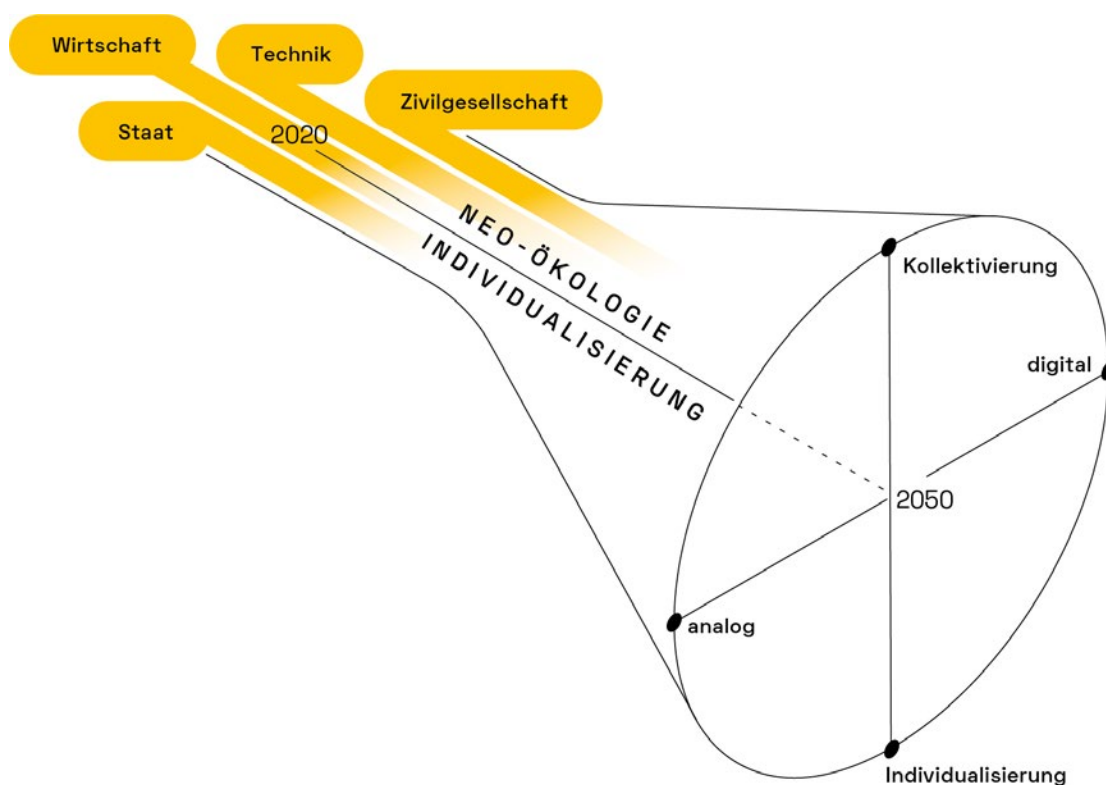 Wirtschaft
Technik
Zivilgesellschaft
Staat
2020
NEO-ÖKOLOGIE
INDIVIDUALISIERUNG
Kollektivierung
digital
2050
analog
Individualisierung